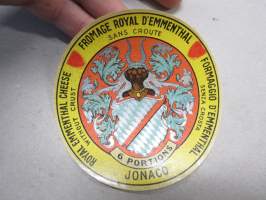 FROMAGE ROYAL D'EMMENTHAL
SANS CROUTE
ROYAL EMMENTHAL CHEESE
WITHOUT CRUST
FORMAGGIO D'EMMENTHAL
SENZA CROSTA
6 PORTIONS
JONACO